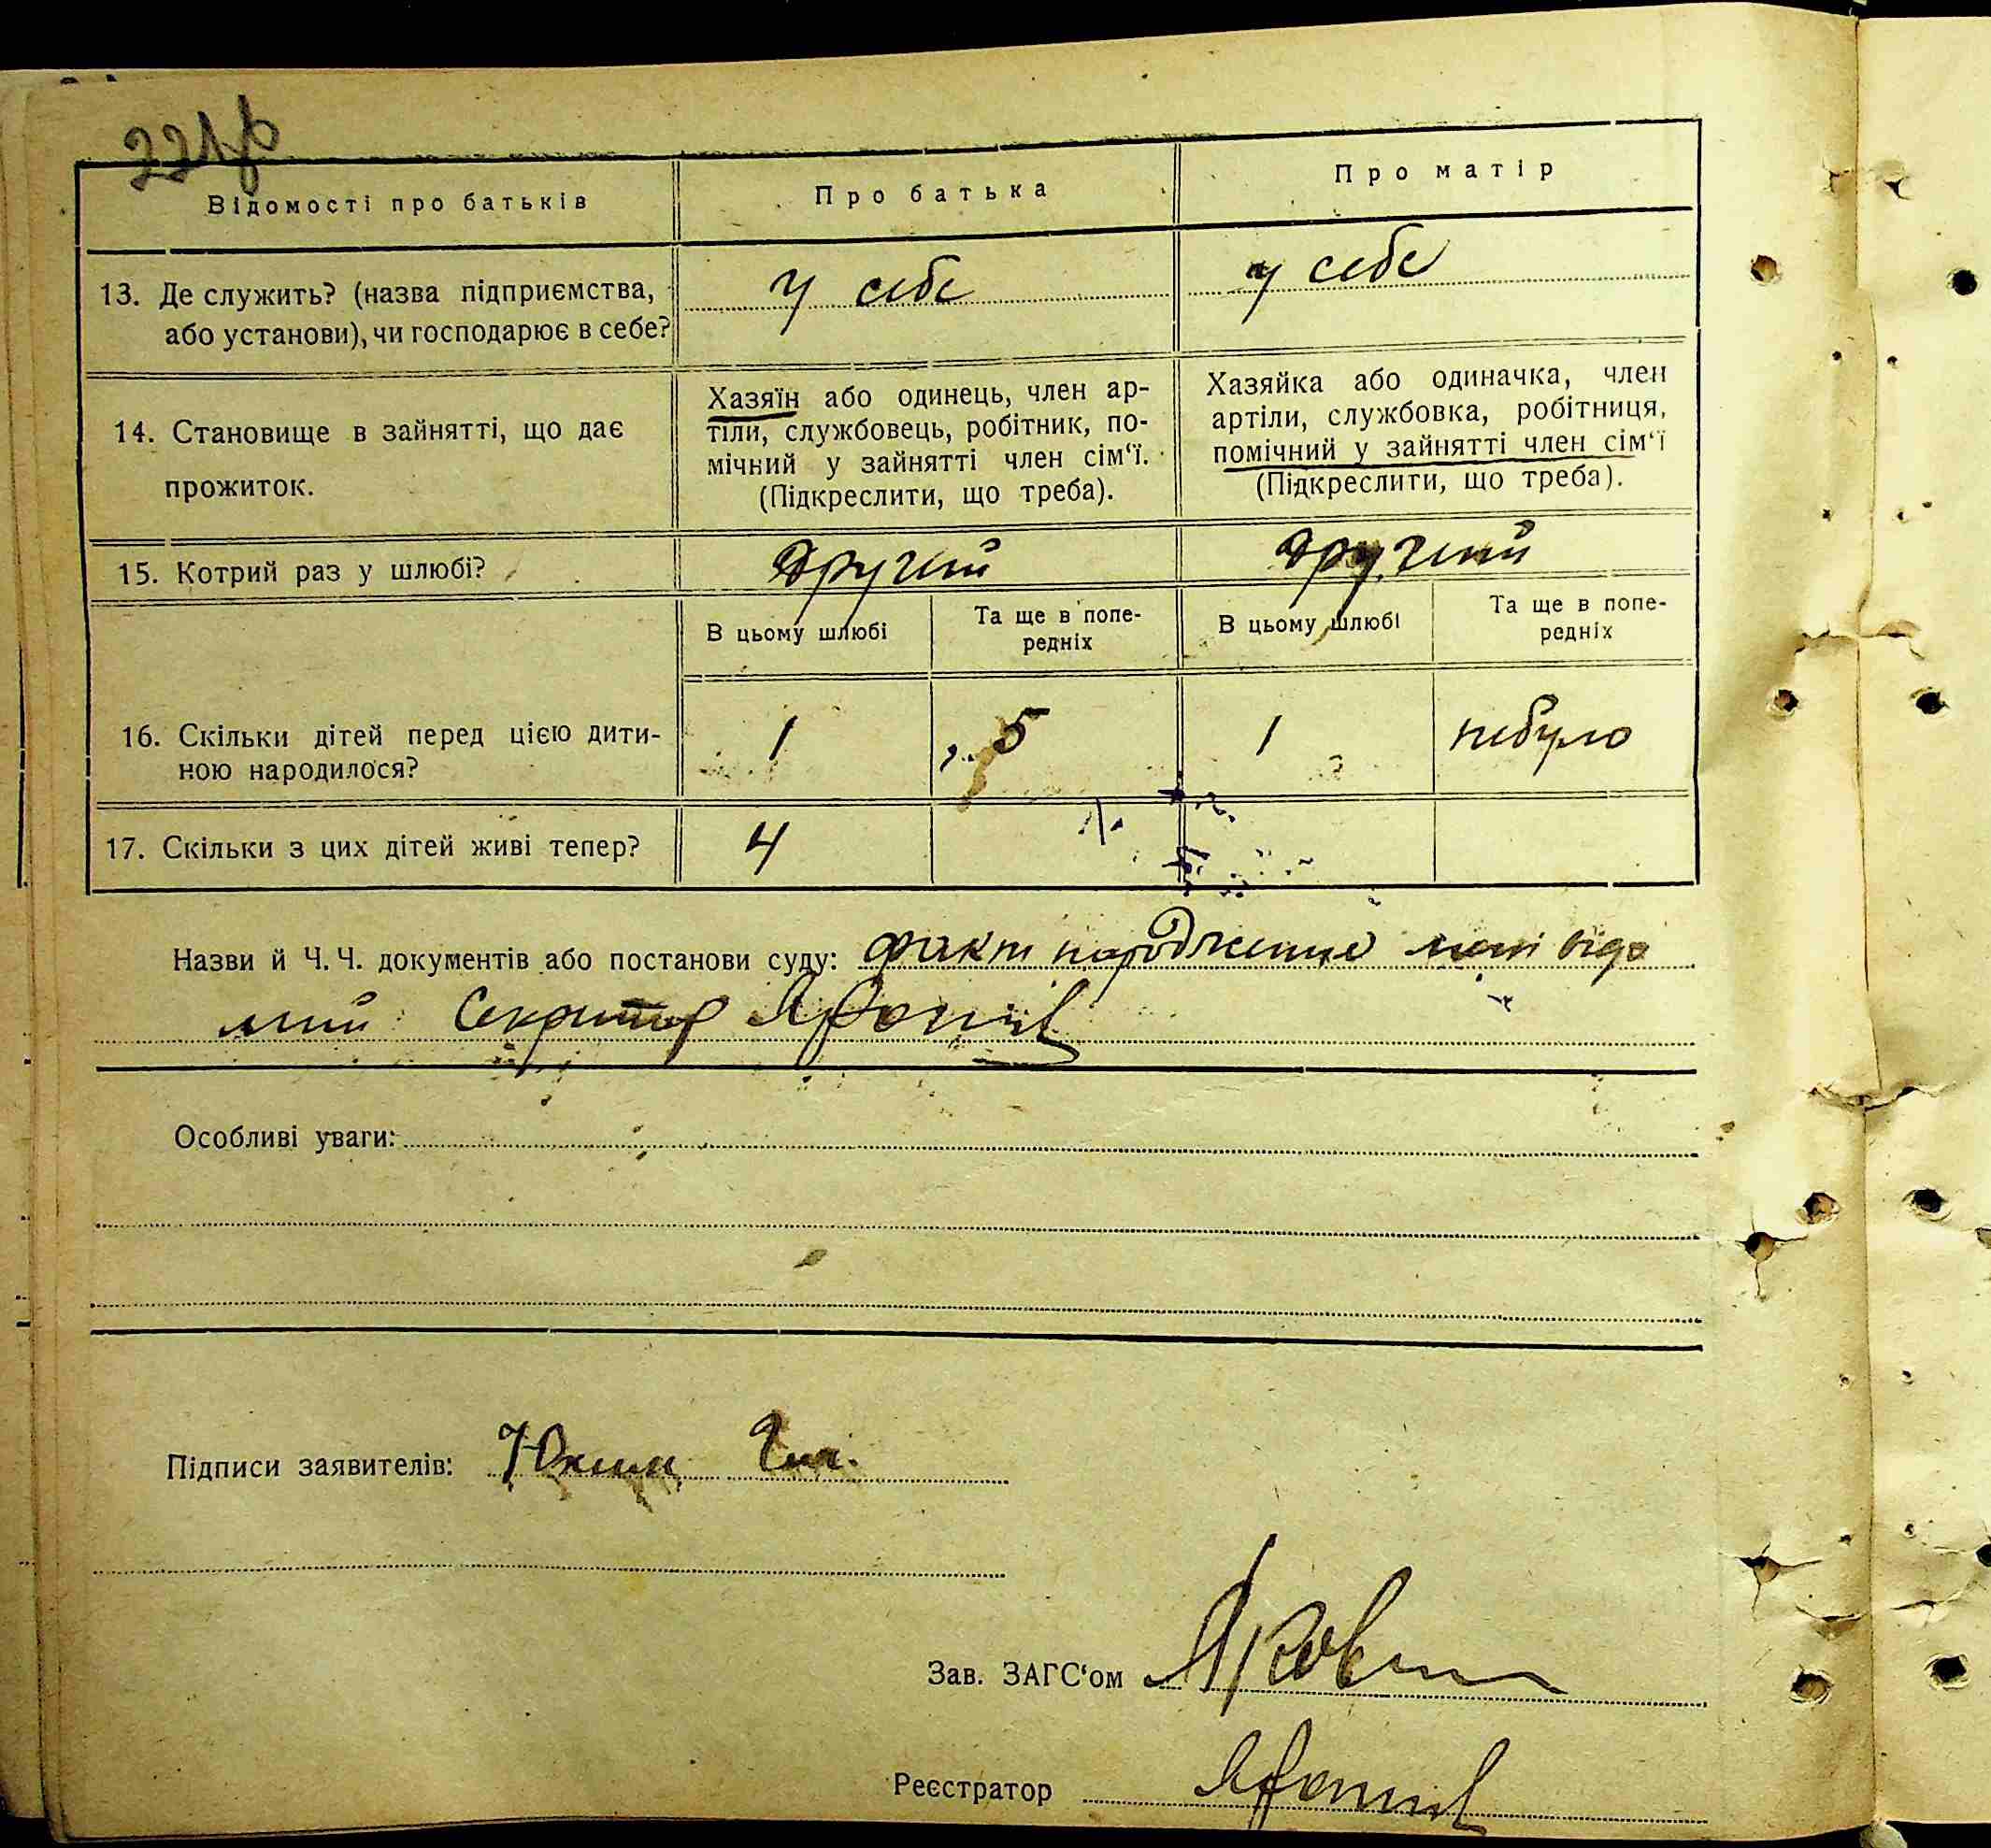 Відомості про батьків
Про батька
Про матір
13. Де служить? (назва підприємства,
або установи), чи господарює в себе?
у себе
у себе
14. Становище в зайнятті, що дає
прожиток.
Хазяїн або одинець, член ар-
тіли, службовець, робітник, по-
мічний у зайнятті член сім‘ї.
(Підкреслити, що треба).
Хазяйка або одиначка, член
артіли, службовка, робітниця,
помічний у зайнятті член сім‘ї
(Підкреслити, що треба).
15. Котрий раз у шлюбі?
другий
другий
В цьому шлюбі
Та ще в попе-
редніх
В цьому шлюбі
Та ще в попе-
редніх
16. Скільки дітей перед цією дити-
ною народилося?
1
5
1
небуло
17. Скільки з цих дітей живі тепер?
4
Назви й Ч. Ч. документів або постанови суду: факт народження мені відо
мий Секретар
Особливі уваги:
Підписи заявителів:
Зав. ЗАГС‘ом
Реєстратор